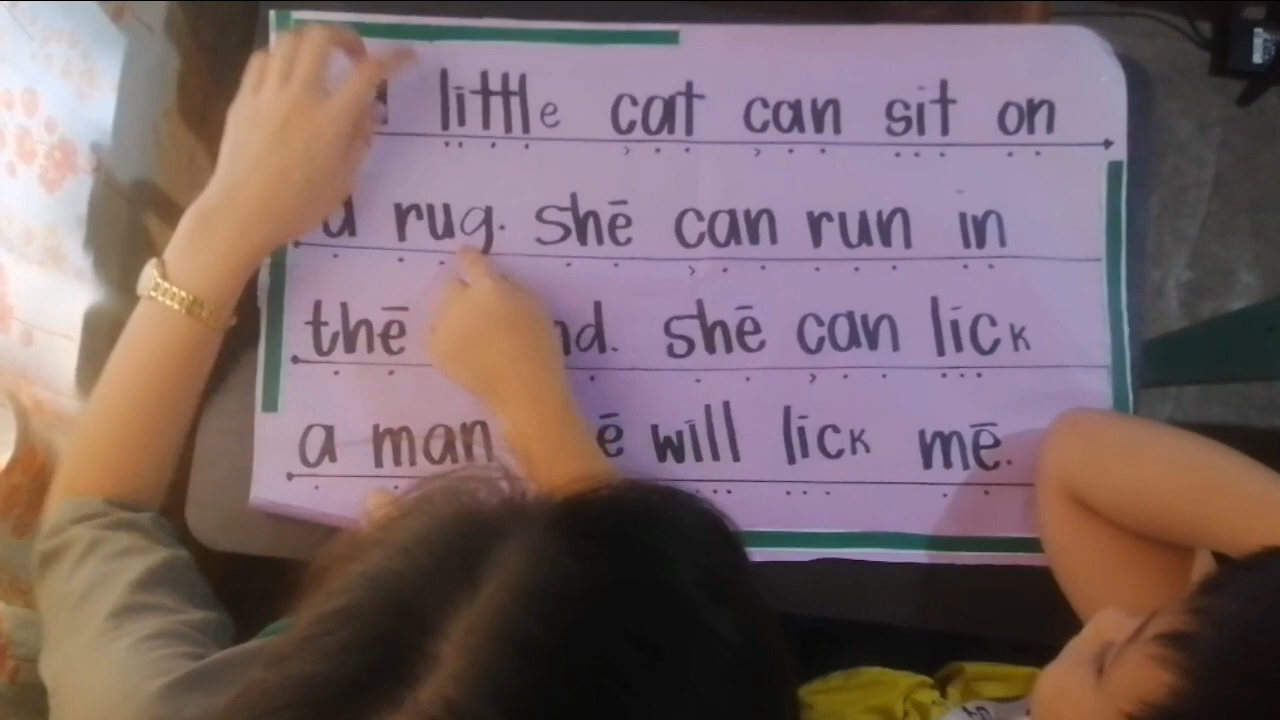 little cat can sit on
a rug. shē can run in
thē shē can lick
a man will lick mē.